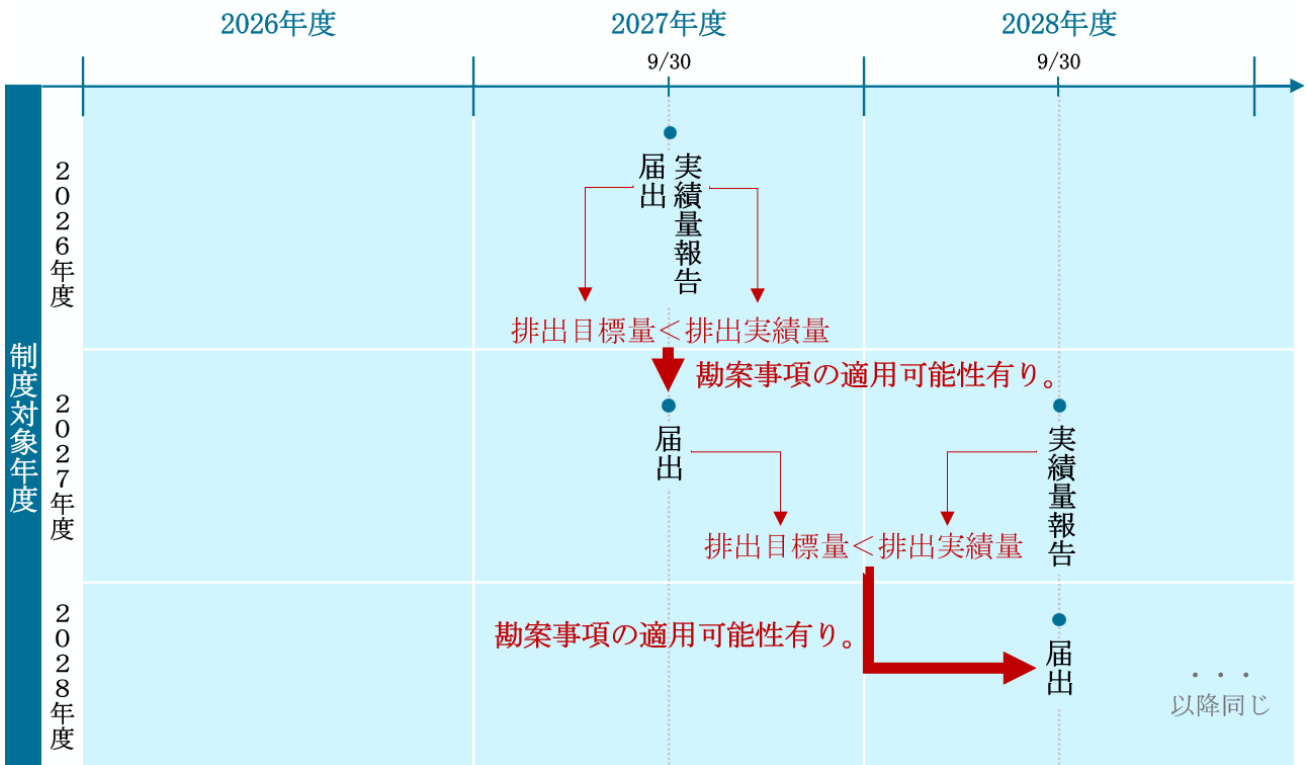 2026年度
2027年度
2028年度
9/30
9/30
制度対象年度
2026年度
実績量報告
届出
排出目標量＜排出実績量
勘案事項の適用可能性有り。
2027年度
届出
実績量報告
排出目標量＜排出実績量
2028年度
勘案事項の適用可能性有り。
届出
・・・
以降同じ